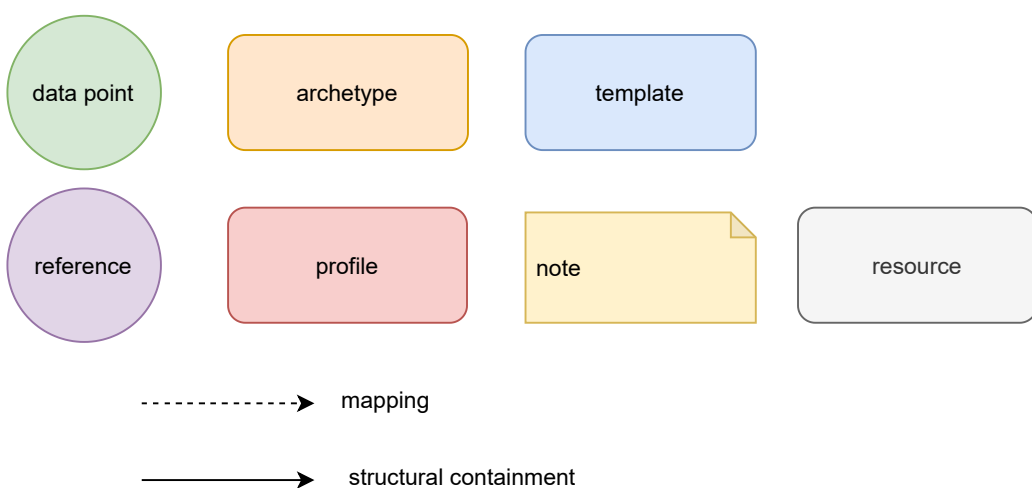 data point
archetype
template
reference
profile
note
resource
mapping
structural containment